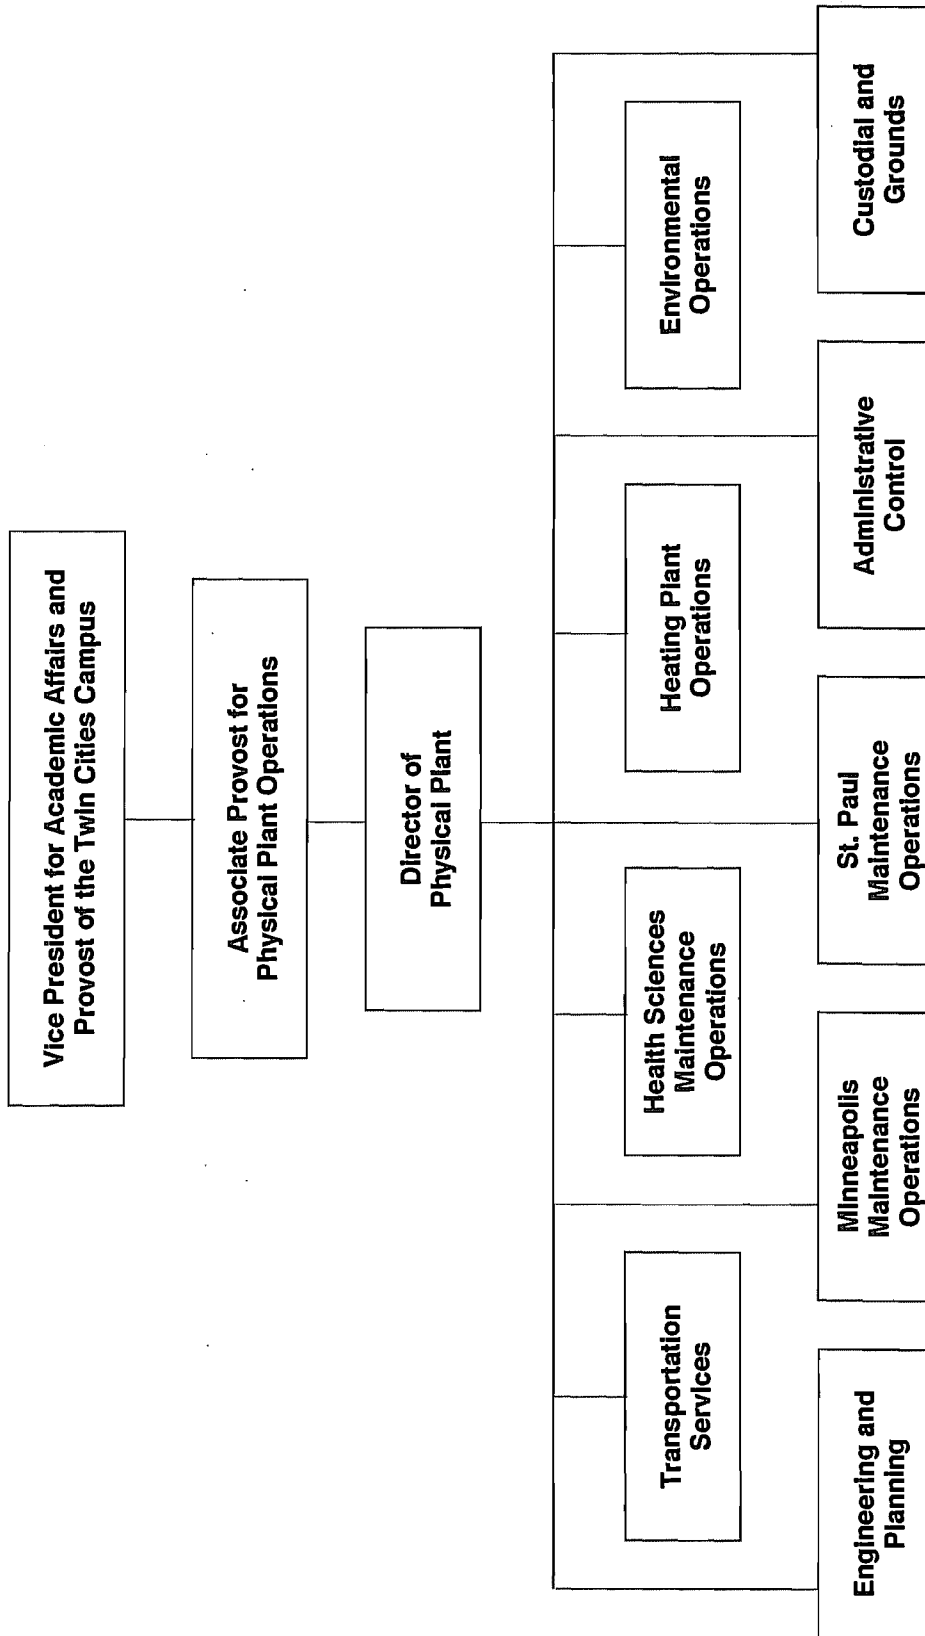 Vice President for Academic Affairs and
Provost of the Twin Cities Campus
Associate Provost for
Physical Plant Operations
Director of
Physical Plant
Transportation
Services
Health Sciences
Maintenance
Operations
Heating Plant
Operations
Environmental
Operations
Engineering and
Planning
Minneapolis
Maintenance
Operations
St. Paul
Maintenance
Operations
Administrative
Control
Custodial and
Grounds